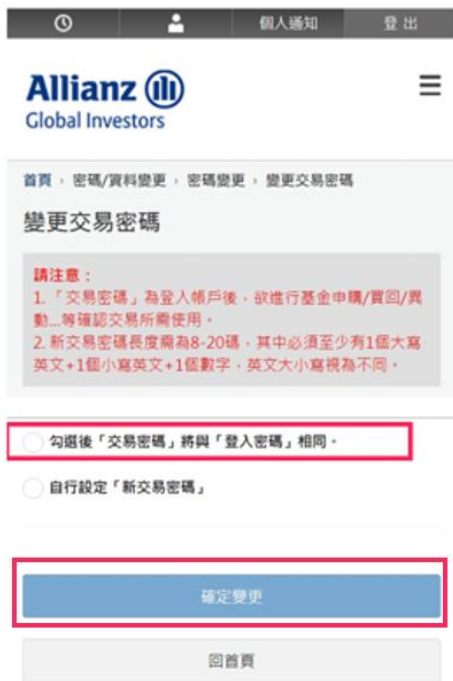 個人通知 登 出
Allianz
Global Investors
首頁 › 密碼/資料變更 › 密碼變更 › 變更交易密碼
變更交易密碼
請注意：
1. 「交易密碼」為登入帳戶後，欲進行基金申購/買回/異
動...等確認交易所需使用。
2. 新交易密碼長度需為8-20碼，其中必須至少有1個大寫
英文+1個小寫英文+1個數字，英文大小寫視為不同。
勾選後「交易密碼」將與「登入密碼」相同。
自行設定「新交易密碼」
確定變更
回首頁